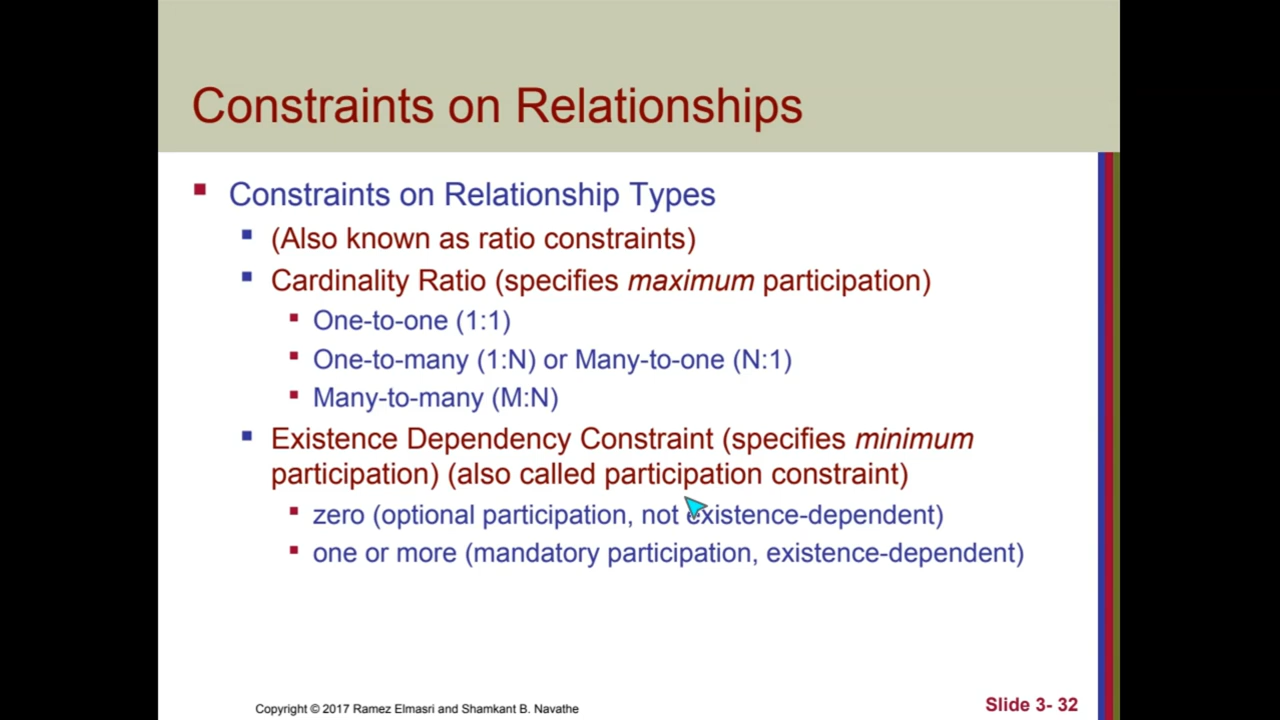 Constraints on Relationships
Constraints on Relationship Types
(Also known as ratio constraints)
Cardinality Ratio (specifies maximum participation)
One-to-one (1:1)
One-to-many (1:N) or Many-to-one (N:1)
Many-to-many (M:N)
Existence Dependency Constraint (specifies minimum
participation) (also called participation constraint)
zero (optional participation, not existence-dependent)
one or more (mandatory participation, existence-dependent)
Copyright © 2017 Ramez Elmasri and Shamkant B. Navathe
Slide 3- 32